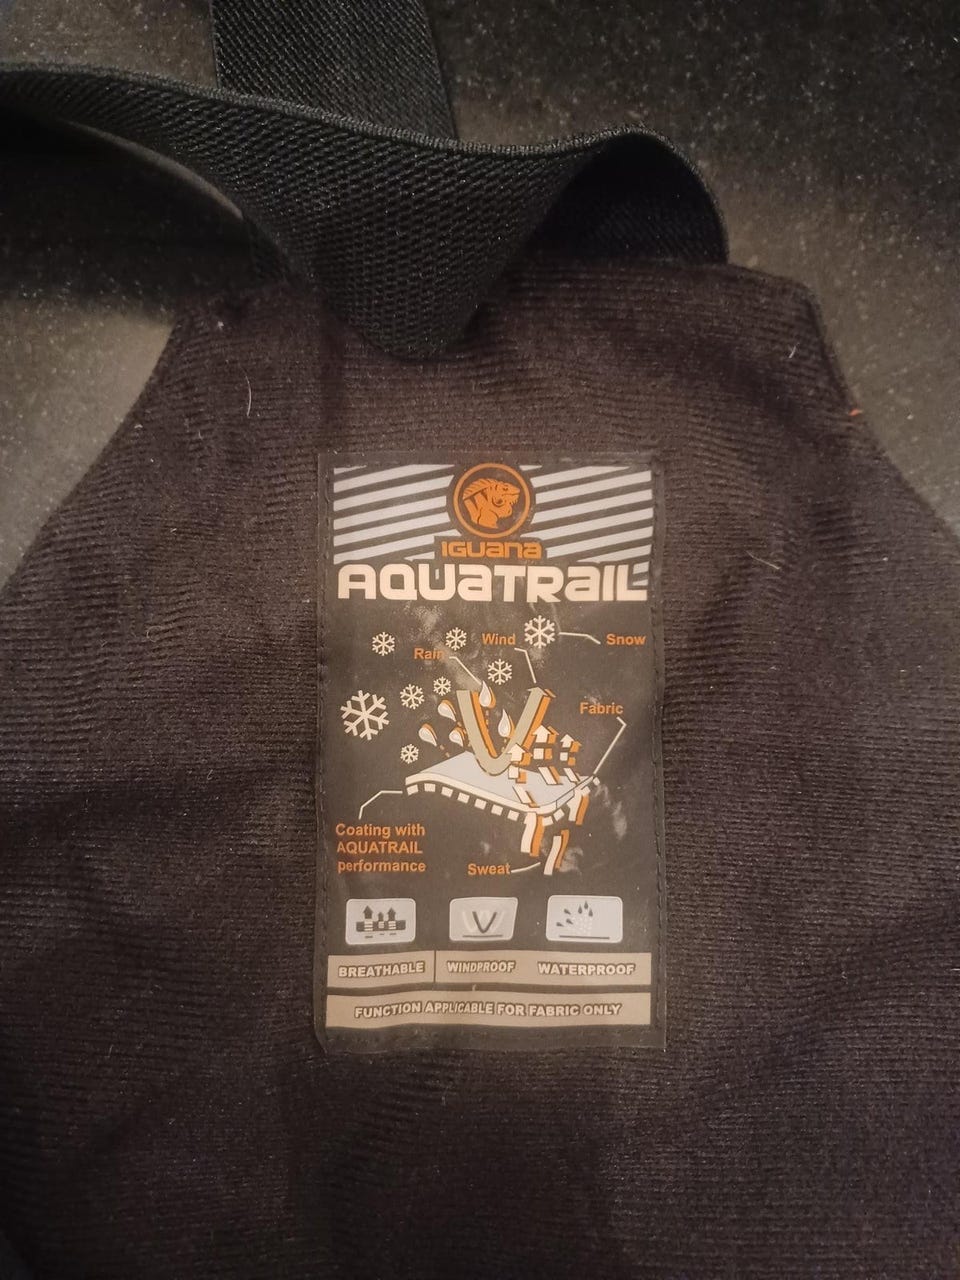 IGUANA
AQUATRAIL
Wind
Snow
Rain
Fabric
Coating with
AQUATRAIL
performance
Sweat
BREATHABLE WINDPROOF WATERPROOF
FUNCTION APPLICABLE FOR FABRIC ONLY